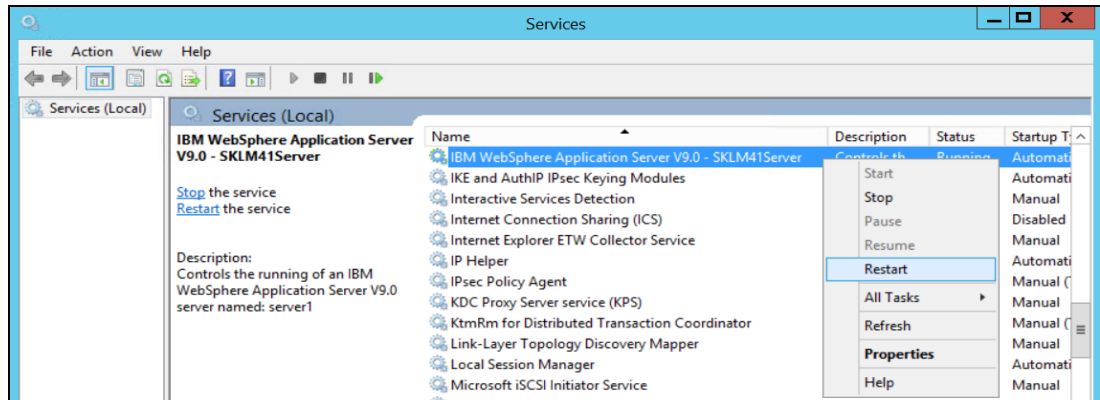 Services
File Action View Help
Services (Local)
Services (Local)
IBM WebSphere Application Server
V9.0 - SKLM41Server
Stop the service
Restart the service
Description:
Controls the running of an IBM
WebSphere Application Server V9.0
server named: server1
Name Description Status Startup T
IBM WebSphere Application Server V9.0 - SKLM41Server Controls th... Running Automati
IKE and AuthIP IPsec Keying Modules Automati
Interactive Services Detection Manual
Internet Connection Sharing (ICS) Disabled
Internet Explorer ETW Collector Service Manual
IP Helper Automati
IPsec Policy Agent Manual (
KDC Proxy Server service (KPS) Manual
KtmRm for Distributed Transaction Coordinator Manual (
Link-Layer Topology Discovery Mapper Manual
Local Session Manager Automati
Microsoft iSCSI Initiator Service Manual
Start
Stop
Pause
Resume
Restart
All Tasks
Refresh
Properties
Help